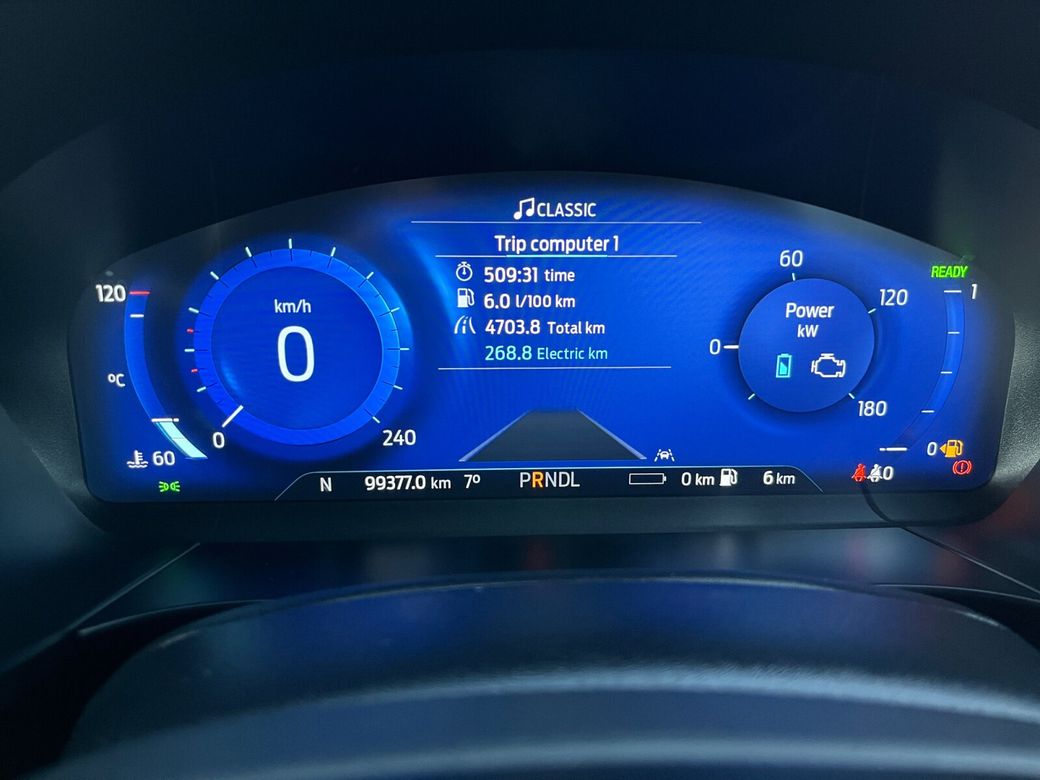 CLASSIC
Trip computer 1
509:31 time
6.0 l/100 km
4703.8 Total km
268.8 Electric km
120
°C
60
km/h
0
0
240
60
0
120
180
Power
kW
READY
1
0
N 99377.0 km 7° PRNDL 0 km 6 km
0